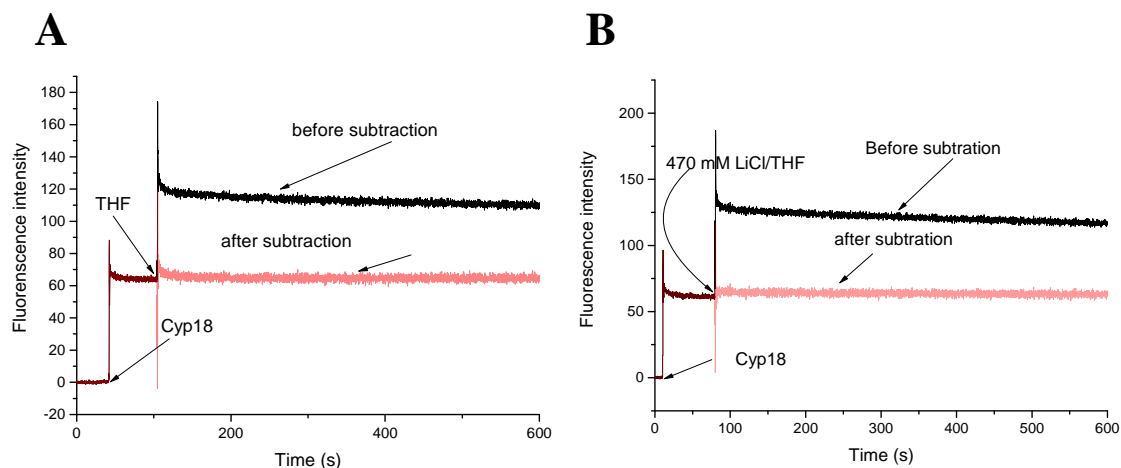 A
Fluorenscence intensity
180
160
140
120
100
80
60
40
20
0
-20
before subtraction
THF
after subtraction
Cyp18
0
200
400
600
Time (s)
B
Fluorescence intensity
200
150
100
50
0
Before subtration
470 mM LiCl/THF
after subtration
Cyp18
0
100
200
300
400
500
600
Time (s)